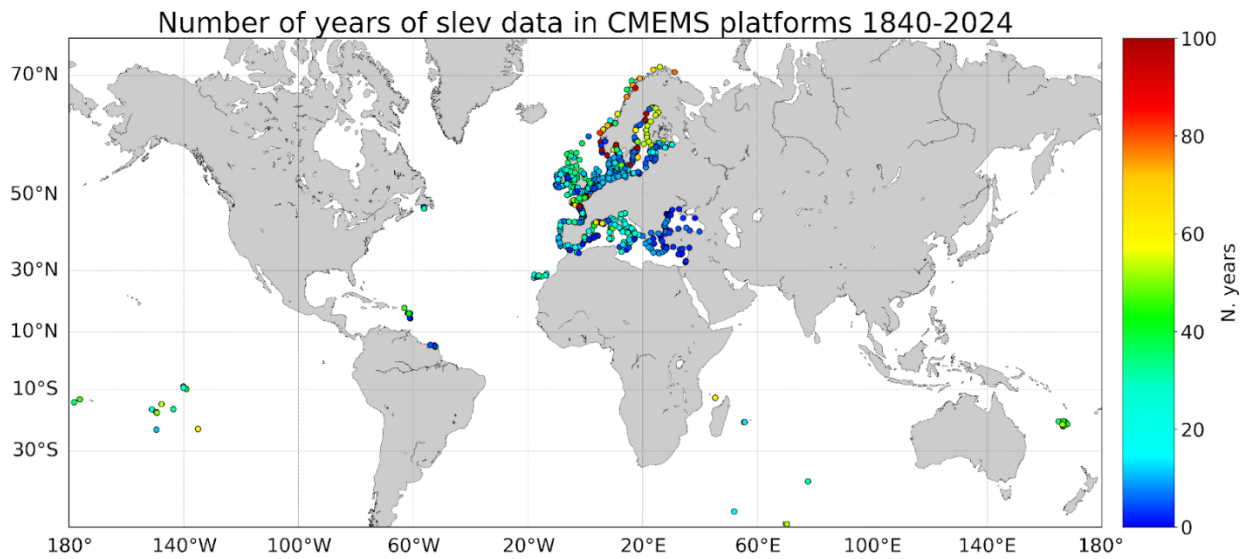 Number of years of slev data in CMEMS platforms 1840-2024
70°N
50°N
30°N
10°N
10°S
30°S
180°
140°W
100°W
60°W
20°W
20°E
60°E
100°E
140°E
180°
100
80
60
40
20
0
N. years